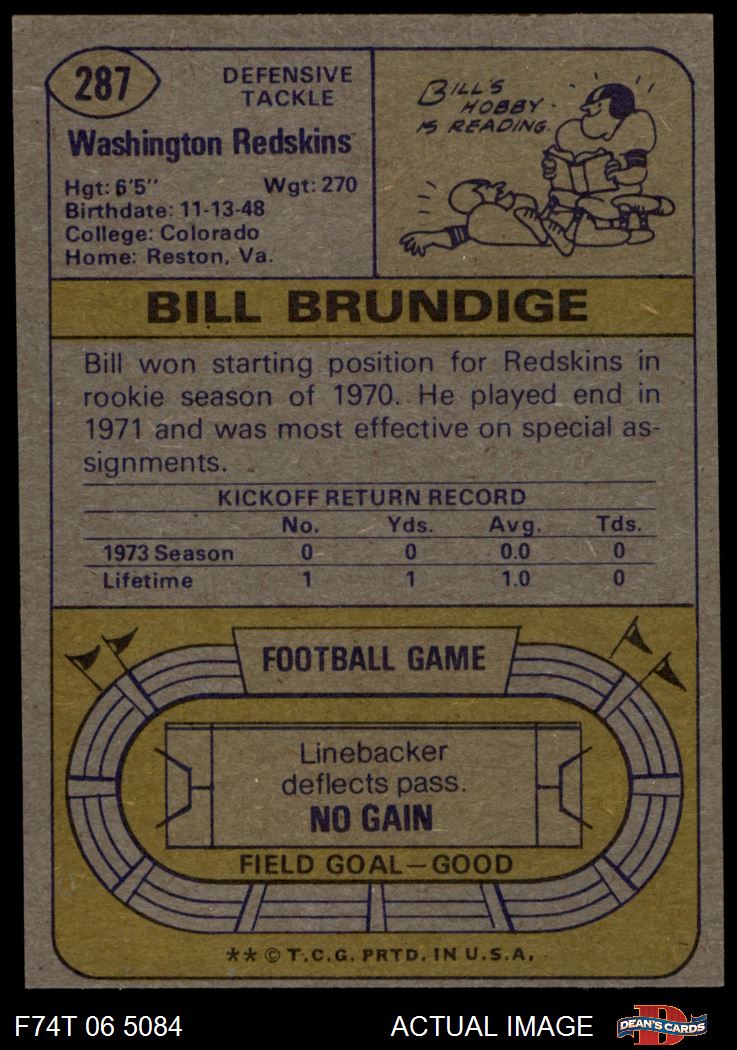 287
DEFENSIVE
TACKLE
Washington Redskins
Hgt: 6'5" Wgt: 270
Birthdate: 11-13-48
College: Colorado
Home: Reston, Va.
BILL'S
HOBBY
IS READING.
BILL BRUNDIGE
Bill won starting position for Redskins in
rookie season of 1970. He played end in
1971 and was most effective on special as-
signments.
KICKOFF RETURN RECORD
No. Yds. Avg. Tds.
1973 Season 0 0 0.0 0
Lifetime 1 1 1.0 0
FOOTBALL GAME
Linebacker
deflects pass.
NO GAIN
FIELD GOAL—GOOD
** © T.C.G. PRTD. IN U.S.A.
F74T 06 5084 ACTUAL IMAGE
D
DEAN'S CARDS